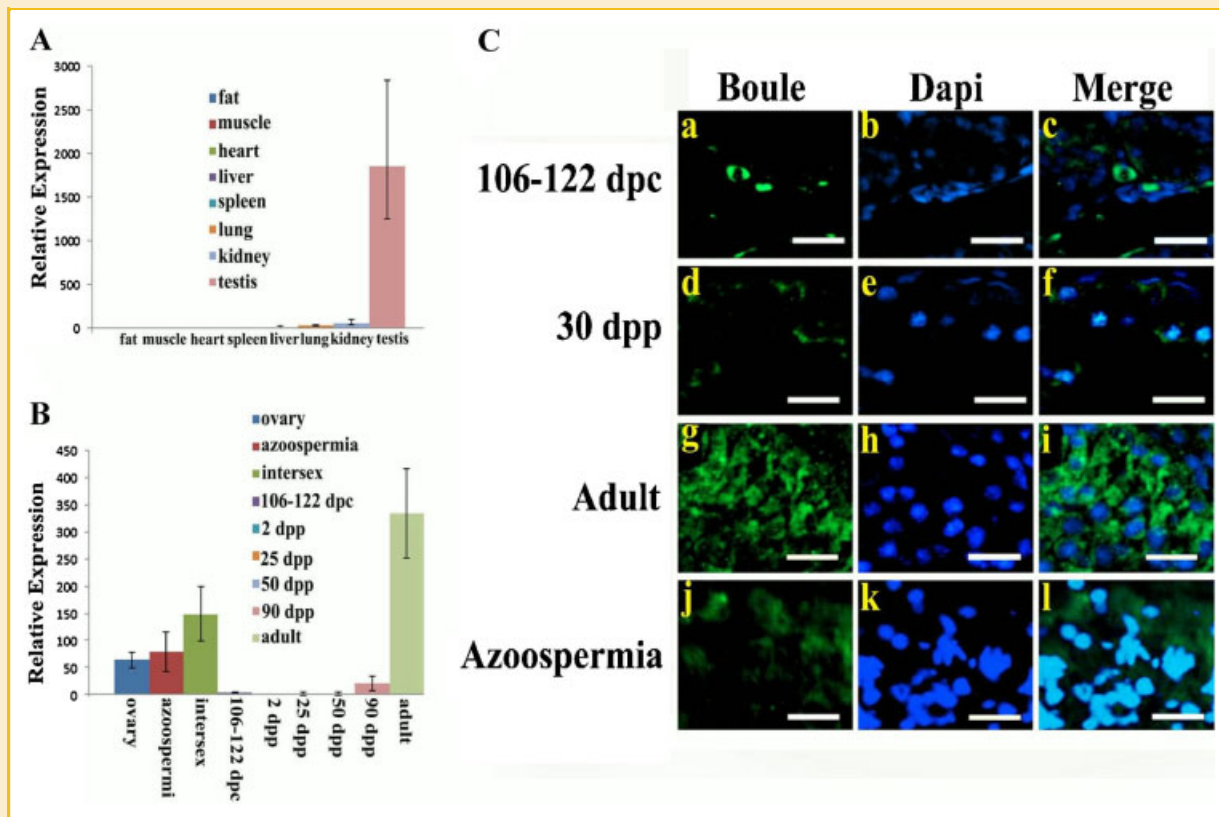 A
Relative Expression
3000
2500
2000
1500
1000
500
0
fat
muscle
heart
liver
spleen
lung
kidney
testis
fat muscle heart spleen liver lung kidney testis
B
Relative Expression
450
400
350
300
250
200
150
100
50
0
ovary
azoospermia
intersex
106-122 dpc
2 dpp
25 dpp
50 dpp
90 dpp
adult
ovary
azoospermi
intersex
106-122 dpc
2 dpp
25 dpp
50 dpp
90 dpp
adult
C
Boule Dapi Merge
106-122 dpc
a b c
30 dpp
d e f
Adult
g h i
Azoospermia
j k l